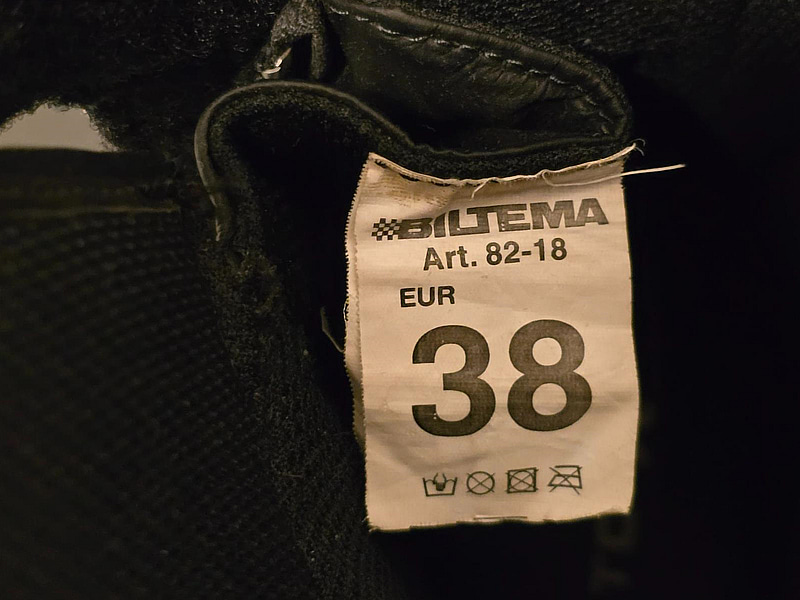 BILTEMA
Art. 82-18
EUR
38